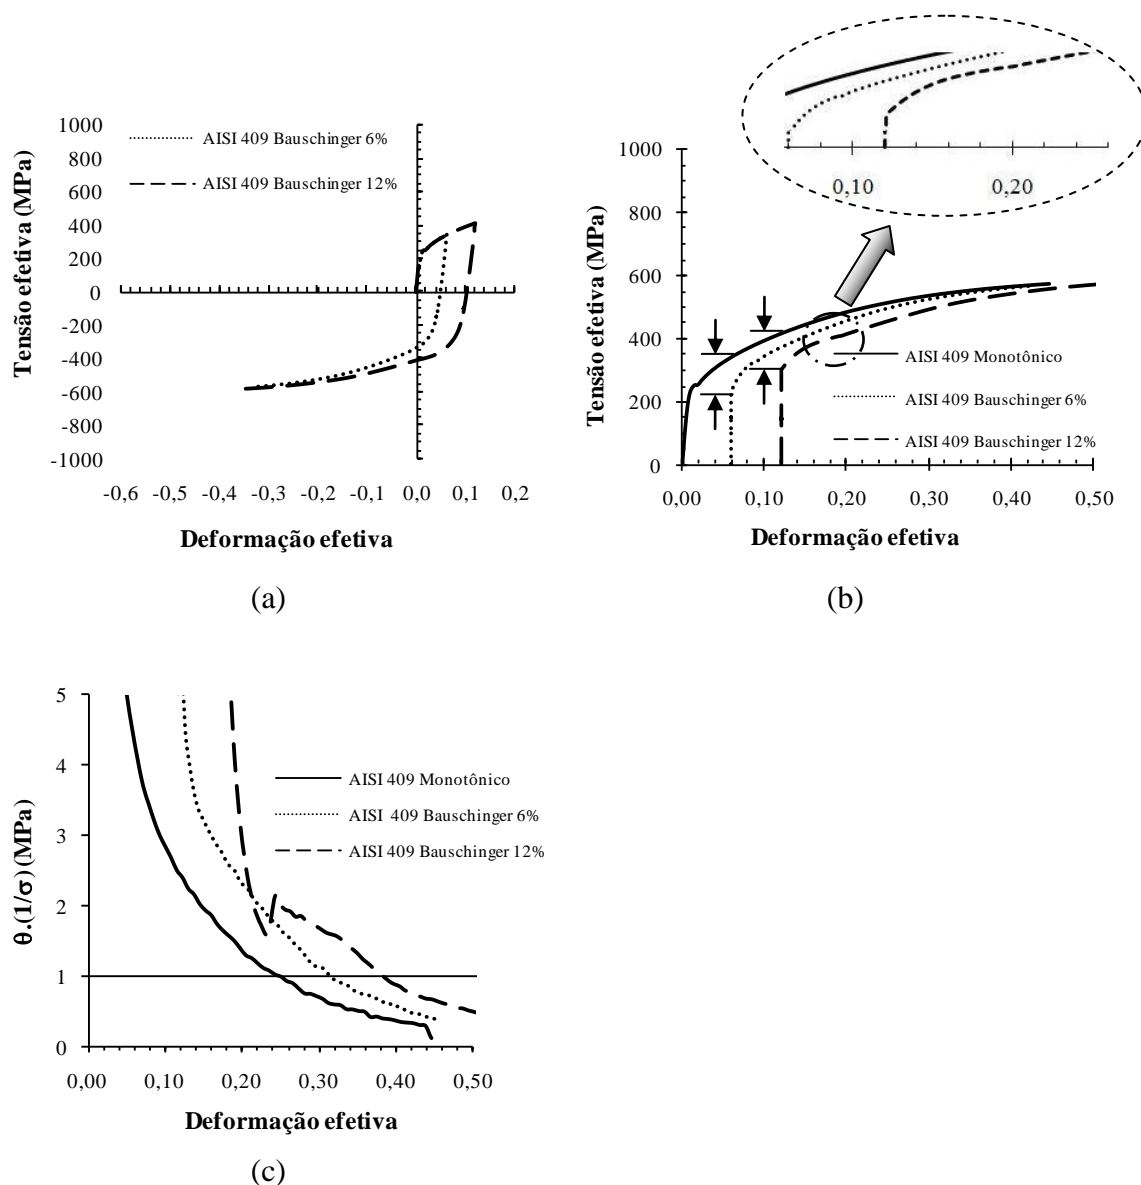 1000
800
600
400
200
0
-200
-400
-600
-800
-1000
Tensão efetiva (MPa)
AISI 409 Bauschinger 6%
AISI 409 Bauschinger 12%
-0,6 -0,5 -0,4 -0,3 -0,2 -0,1 0,0 0,1 0,2
Deformação efetiva
(a)
0,10 0,20
1000
800
600
400
200
0
Tensão efetiva (MPa)
AISI 409 Monotônico
AISI 409 Bauschinger 6%
AISI 409 Bauschinger 12%
0,00 0,10 0,20 0,30 0,40 0,50
Deformação efetiva
(b)
5
4
3
2
1
0
θ.(1/σ) (MPa)
AISI 409 Monotônico
AISI 409 Bauschinger 6%
AISI 409 Bauschinger 12%
0,00 0,10 0,20 0,30 0,40 0,50
Deformação efetiva
(c)